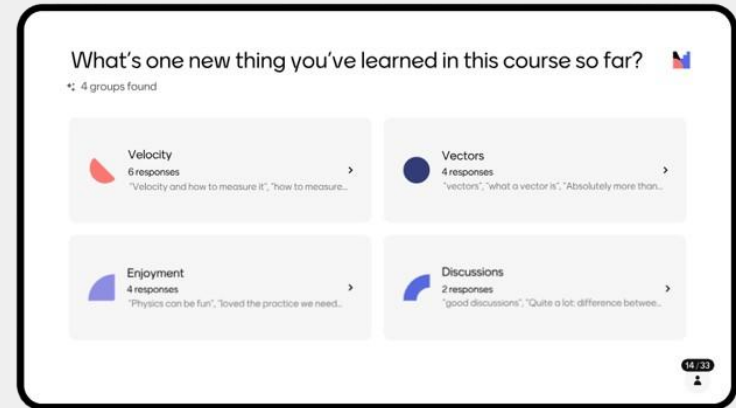 What's one new thing you've learned in this course so far?
4 groups found
Velocity
6 responses
"Velocity and how to measure it", "how to measure...
Vectors
4 responses
"vectors", "what a vector is", "Absolutely more than...
Enjoyment
4 responses
"Physics can be fun", "loved the practice we need...
Discussions
2 responses
"good discussions", "Quite a lot: difference betwee...
14/33